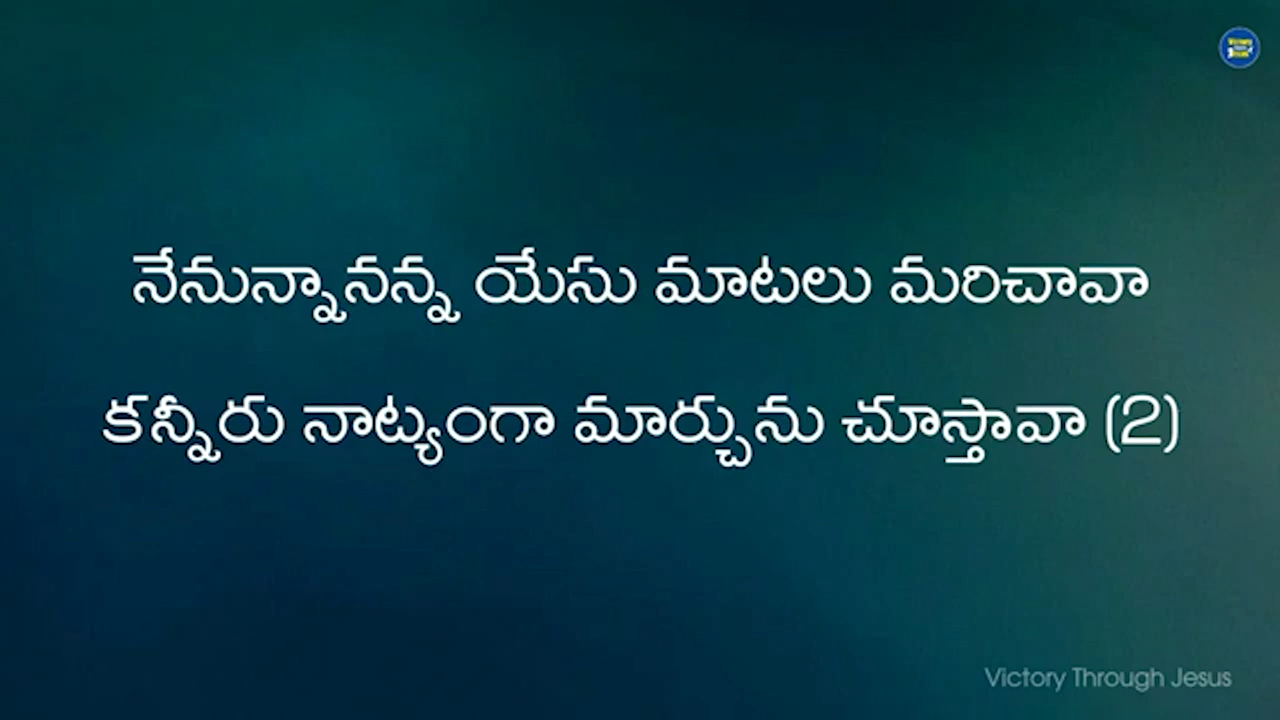 నేనున్నానన్న యేసు మాటలు మరిచావా
కన్నీరు నాట్యంగా మార్చును చూస్తావా (2)
Victory Through Jesus